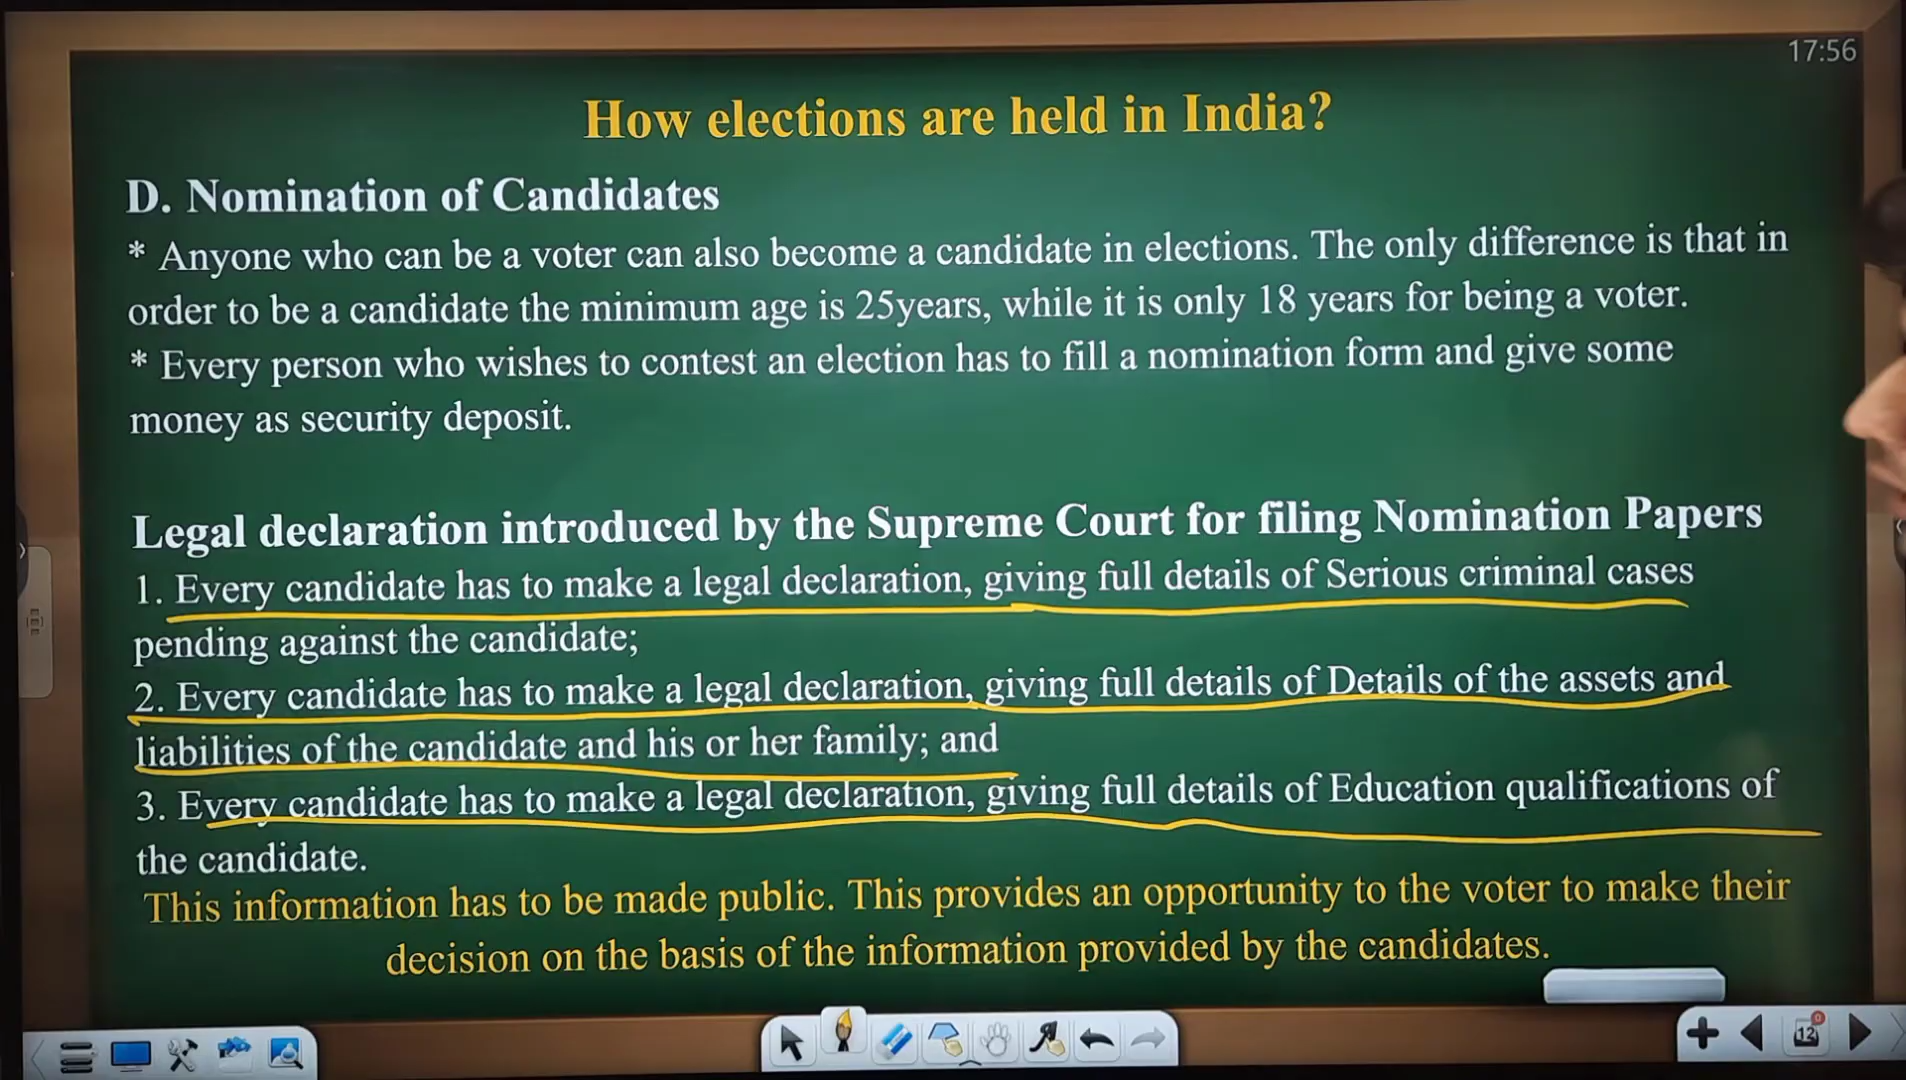 17:56
How elections are held in India?
D. Nomination of Candidates
* Anyone who can be a voter can also become a candidate in elections. The only difference is that in
order to be a candidate the minimum age is 25years, while it is only 18 years for being a voter.
* Every person who wishes to contest an election has to fill a nomination form and give some
money as security deposit.
Legal declaration introduced by the Supreme Court for filing Nomination Papers
1. Every candidate has to make a legal declaration, giving full details of Serious criminal cases
pending against the candidate;
2. Every candidate has to make a legal declaration, giving full details of Details of the assets and
liabilities of the candidate and his or her family; and
3. Every candidate has to make a legal declaration, giving full details of Education qualifications of
the candidate.
This information has to be made public. This provides an opportunity to the voter to make their
decision on the basis of the information provided by the candidates.
12
0